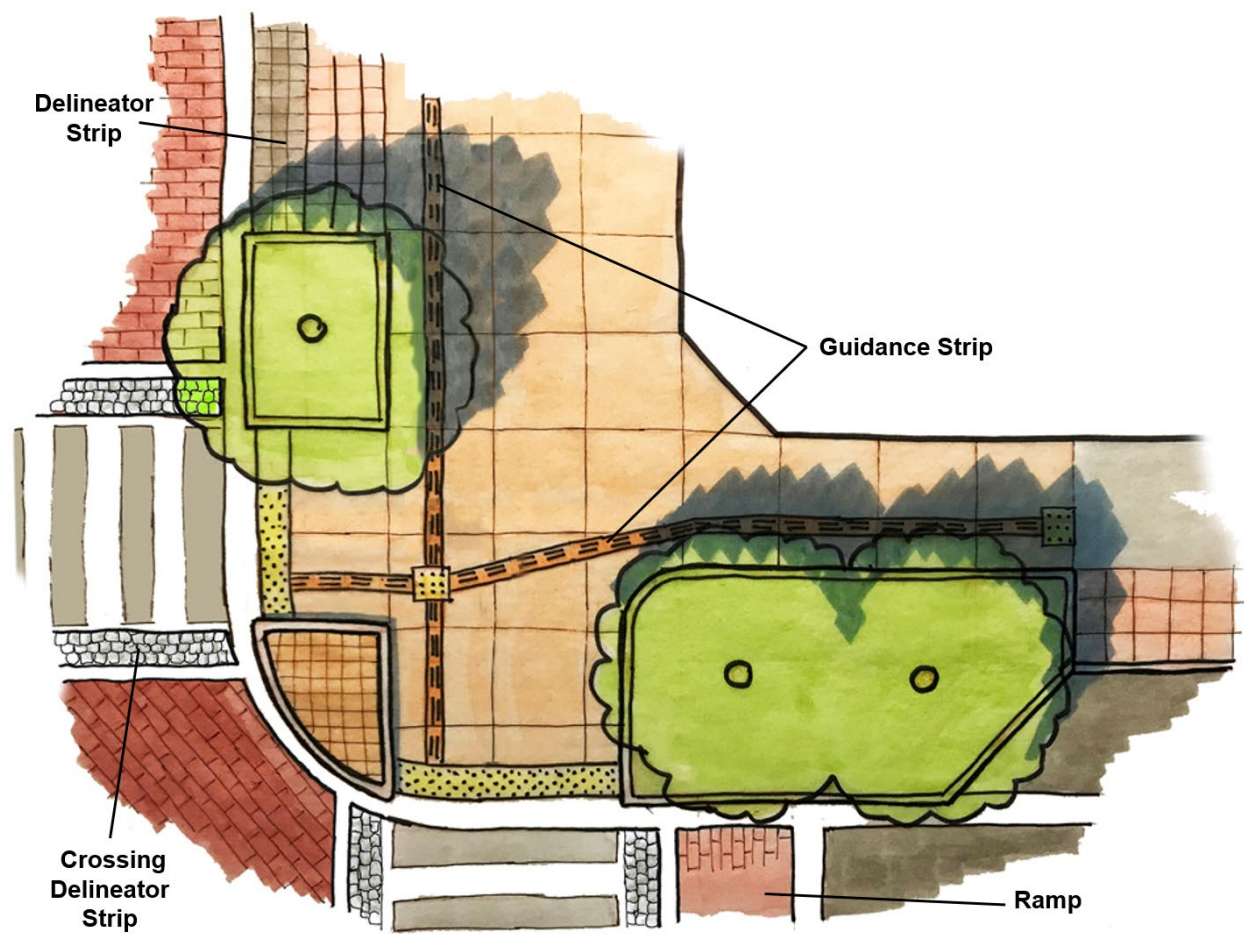 Delineator
Strip
Guidance Strip
Crossing
Delineator
Strip
Ramp